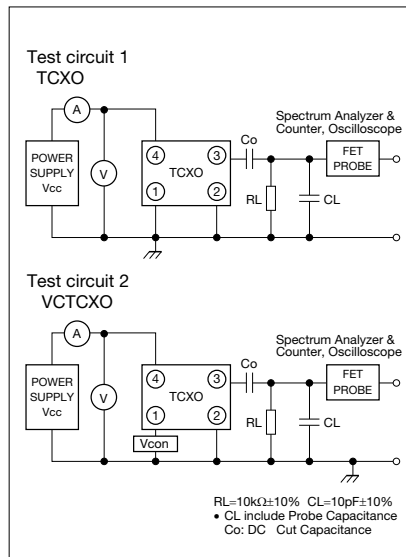 Test circuit 1
TCXO
A
Spectrum Analyzer &
Counter, Oscilloscope
Co
POWER
SUPPLY
Vcc
V
4
3
TCXO
1
2
RL
CL
FET
PROBE
Test circuit 2
VCTCXO
A
Spectrum Analyzer &
Counter, Oscilloscope
Co
POWER
SUPPLY
Vcc
V
4
3
TCXO
1
2
Vcon
RL
CL
FET
PROBE
RL=10kΩ±10% CL=10pF±10%
• CL include Probe Capacitance
Co: DC Cut Capacitance